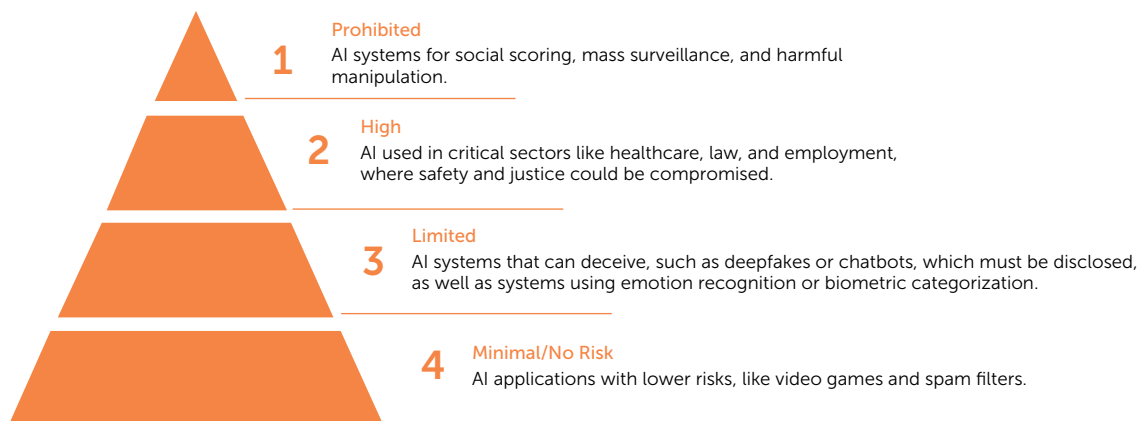 1
Prohibited
AI systems for social scoring, mass surveillance, and harmful
manipulation.
2
High
AI used in critical sectors like healthcare, law, and employment,
where safety and justice could be compromised.
3
Limited
AI systems that can deceive, such as deepfakes or chatbots, which must be disclosed,
as well as systems using emotion recognition or biometric categorization.
4
Minimal/No Risk
AI applications with lower risks, like video games and spam filters.